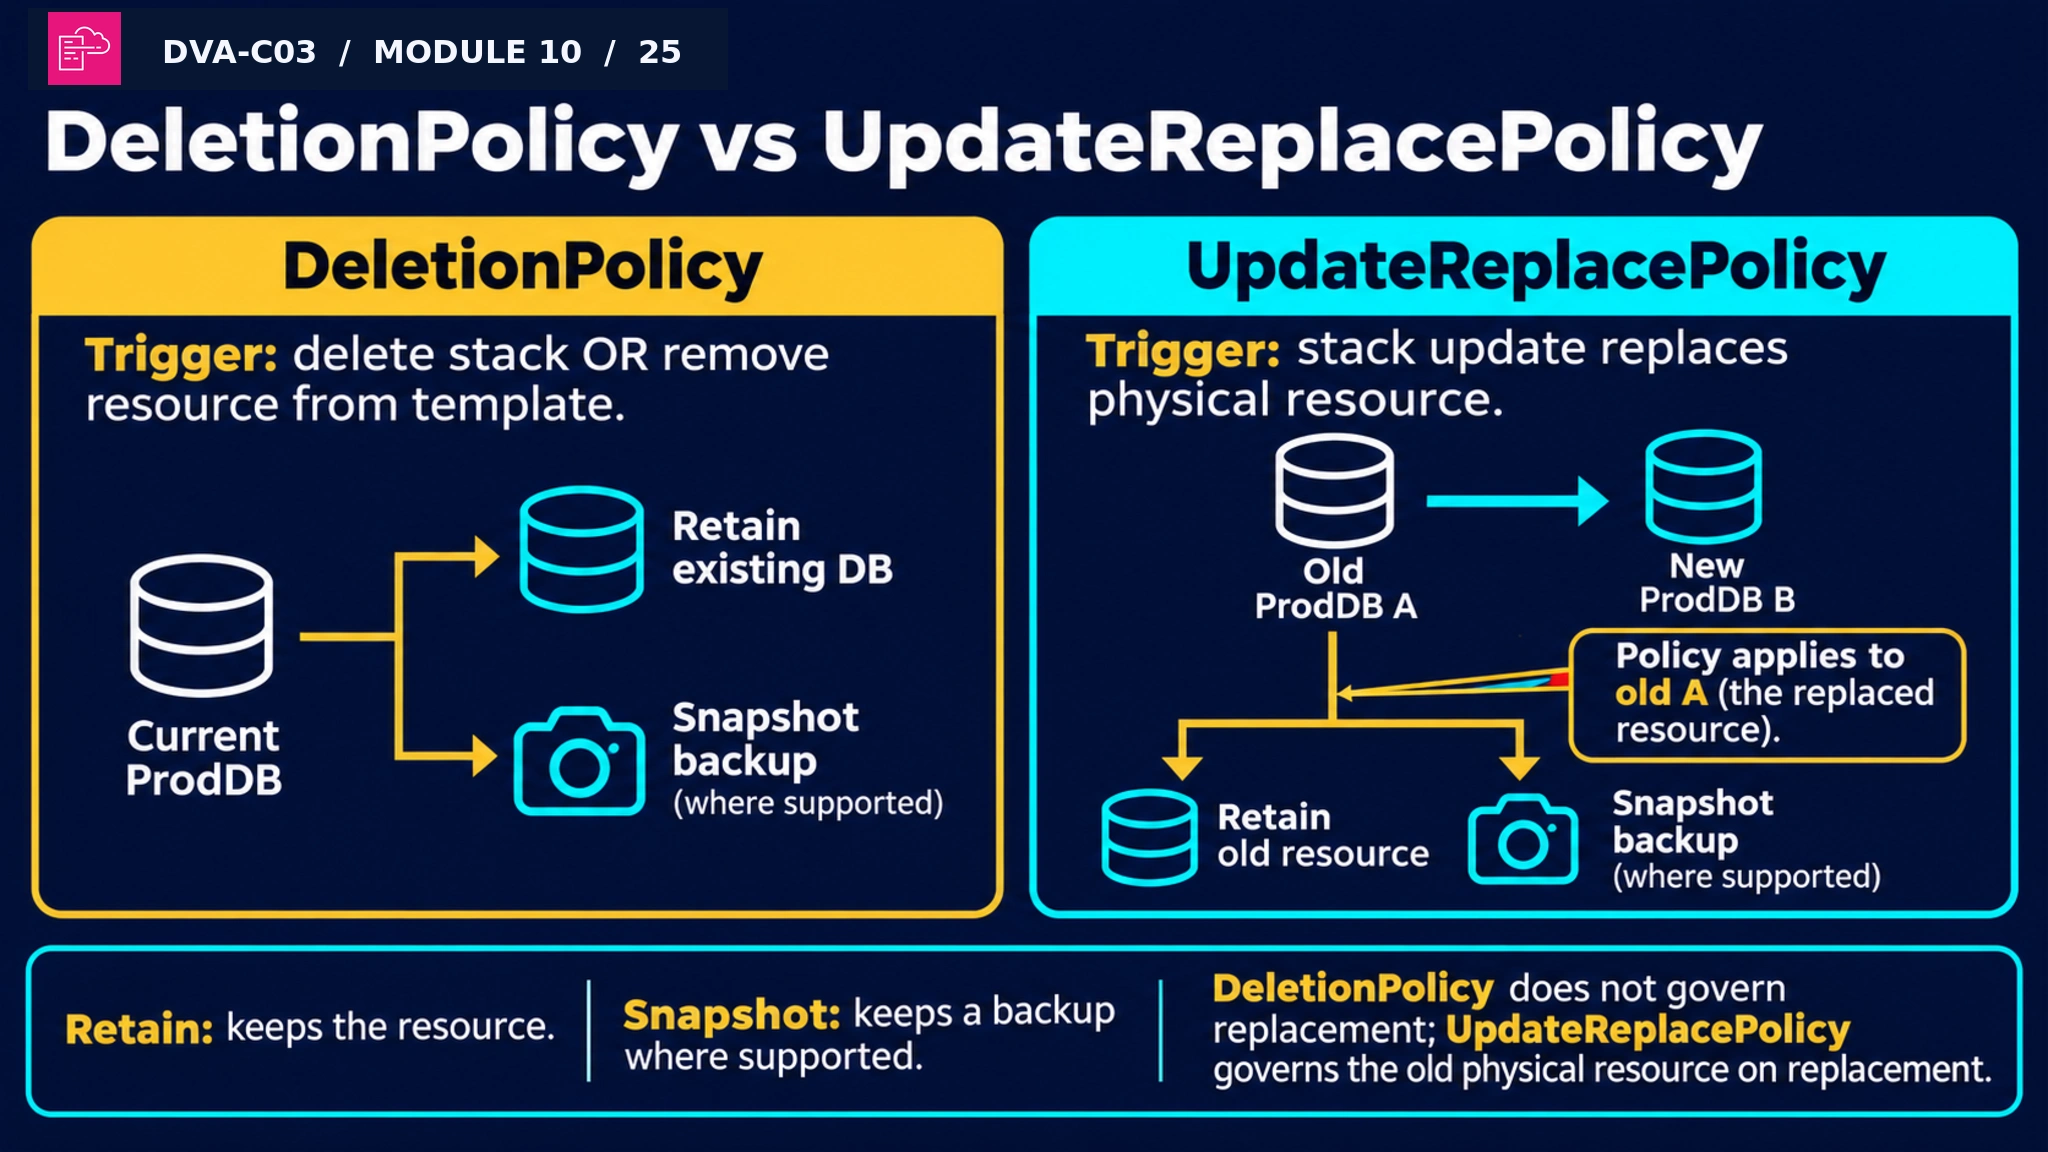 DVA-C03 / MODULE 10 / 25
DeletionPolicy vs UpdateReplacePolicy
DeletionPolicy
Trigger: delete stack OR remove
resource from template.
Current
ProdDB
Retain
existing DB
Snapshot
backup
(where supported)
UpdateReplacePolicy
Trigger: stack update replaces
physical resource.
Old
ProdDB A
New
ProdDB B
Policy applies to
old A (the replaced
resource).
Retain
old resource
Snapshot
backup
(where supported)
Retain: keeps the resource.
Snapshot: keeps a backup
where supported.
DeletionPolicy does not govern
replacement; UpdateReplacePolicy
governs the old physical resource on replacement.